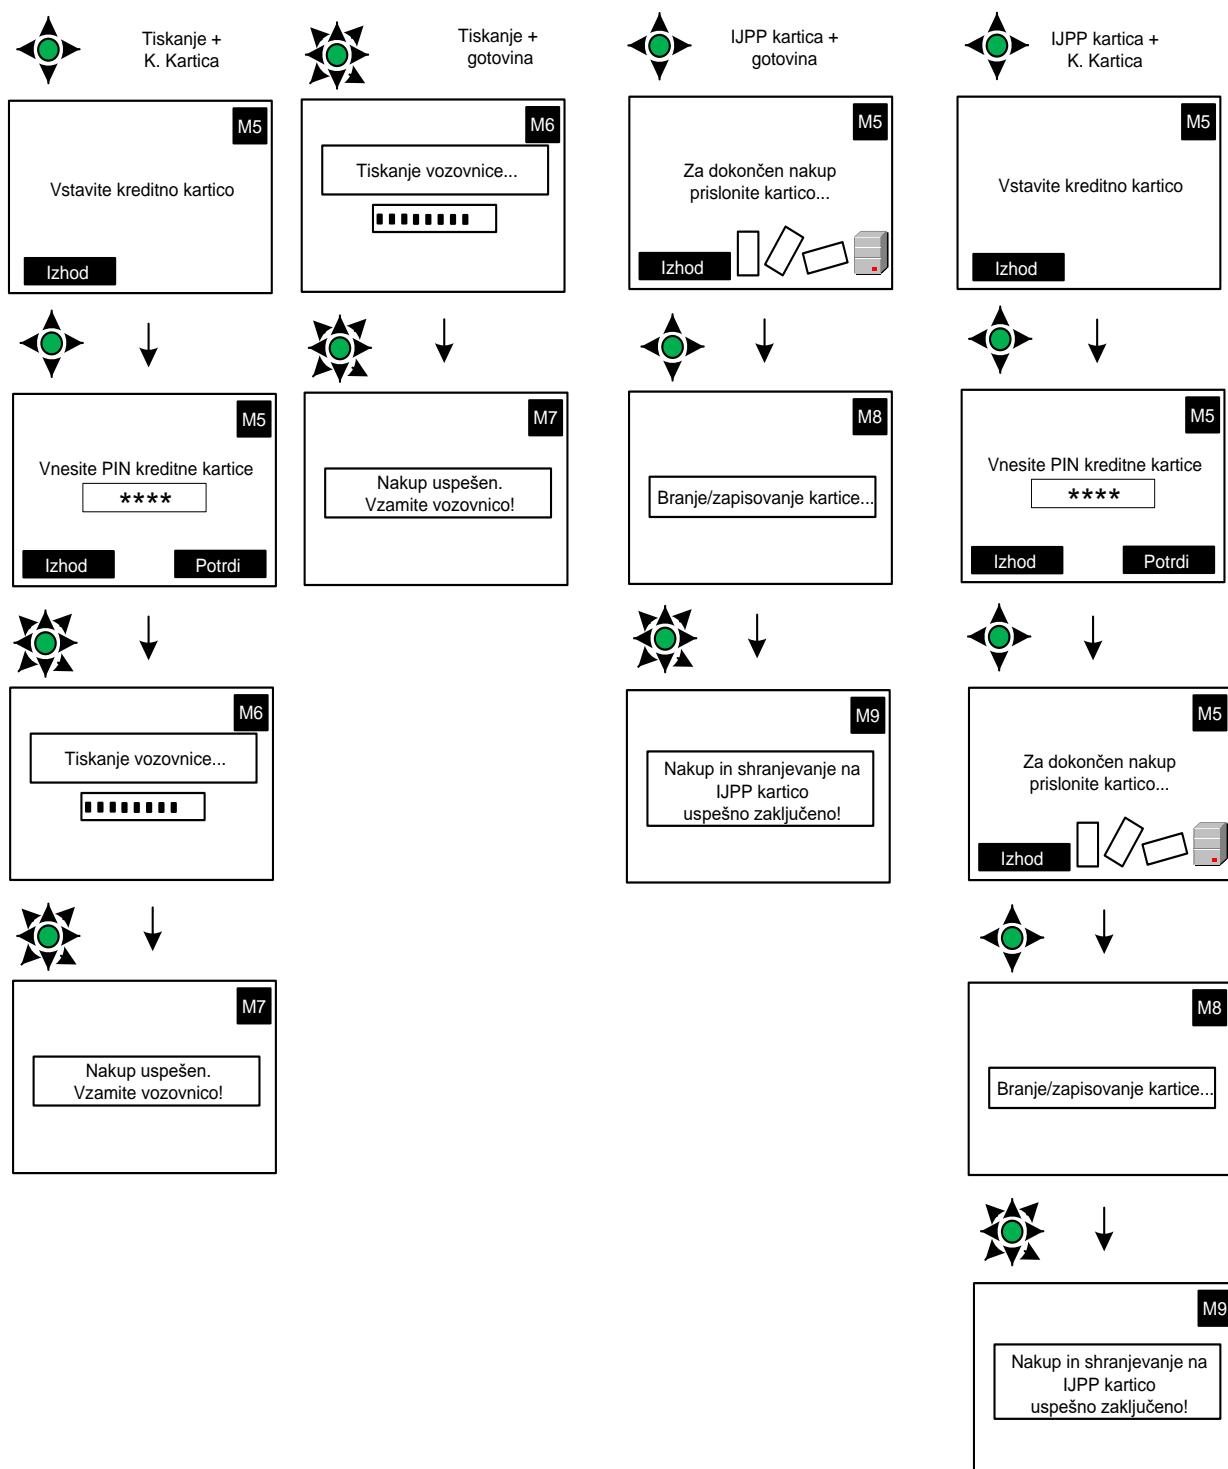 Tiskanje +
K. Kartica
M5
Vstavite kreditno kartico
Izhod
M5
Vnesite PIN kreditne kartice
****
Izhod
Potrdi
M6
Tiskanje vozovnice...
M7
Nakup uspešen.
Vzamite vozovnico!
Tiskanje +
gotovina
M6
Tiskanje vozovnice...
M7
Nakup uspešen.
Vzamite vozovnico!
IJPP kartica +
gotovina
M5
Za dokončen nakup
prislonite kartico...
Izhod
M8
Branje/zapisovanje kartice...
M9
Nakup in shranjevanje na
IJPP kartico
uspešno zaključeno!
IJPP kartica +
K. Kartica
M5
Vstavite kreditno kartico
Izhod
M5
Vnesite PIN kreditne kartice
****
Izhod
Potrdi
M5
Za dokončen nakup
prislonite kartico...
Izhod
M8
Branje/zapisovanje kartice...
M9
Nakup in shranjevanje na
IJPP kartico
uspešno zaključeno!